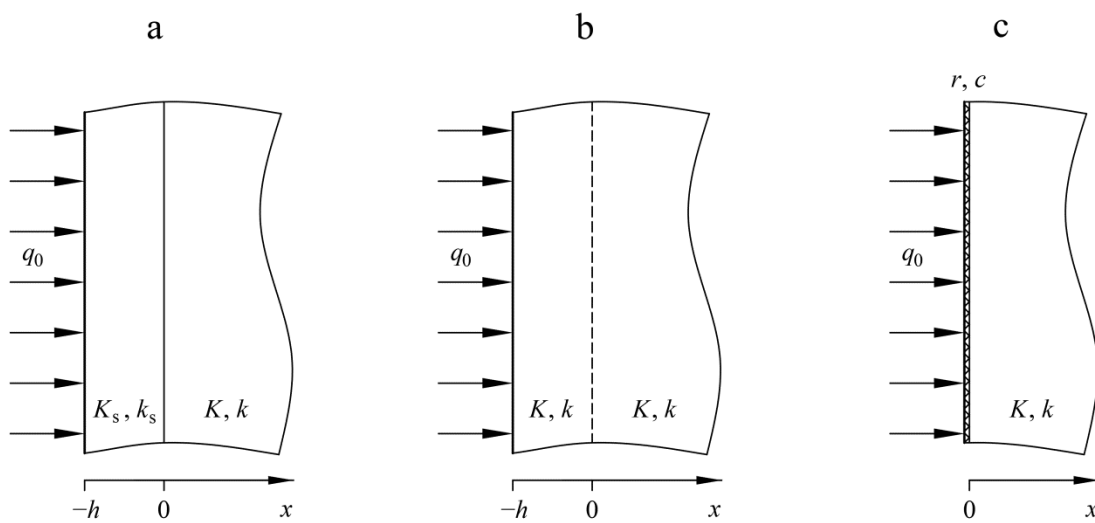 a b c
r, c
q0 q0 q0
Ks, ks K, k K, k K, k K, k
−h 0 x −h 0 x 0 x